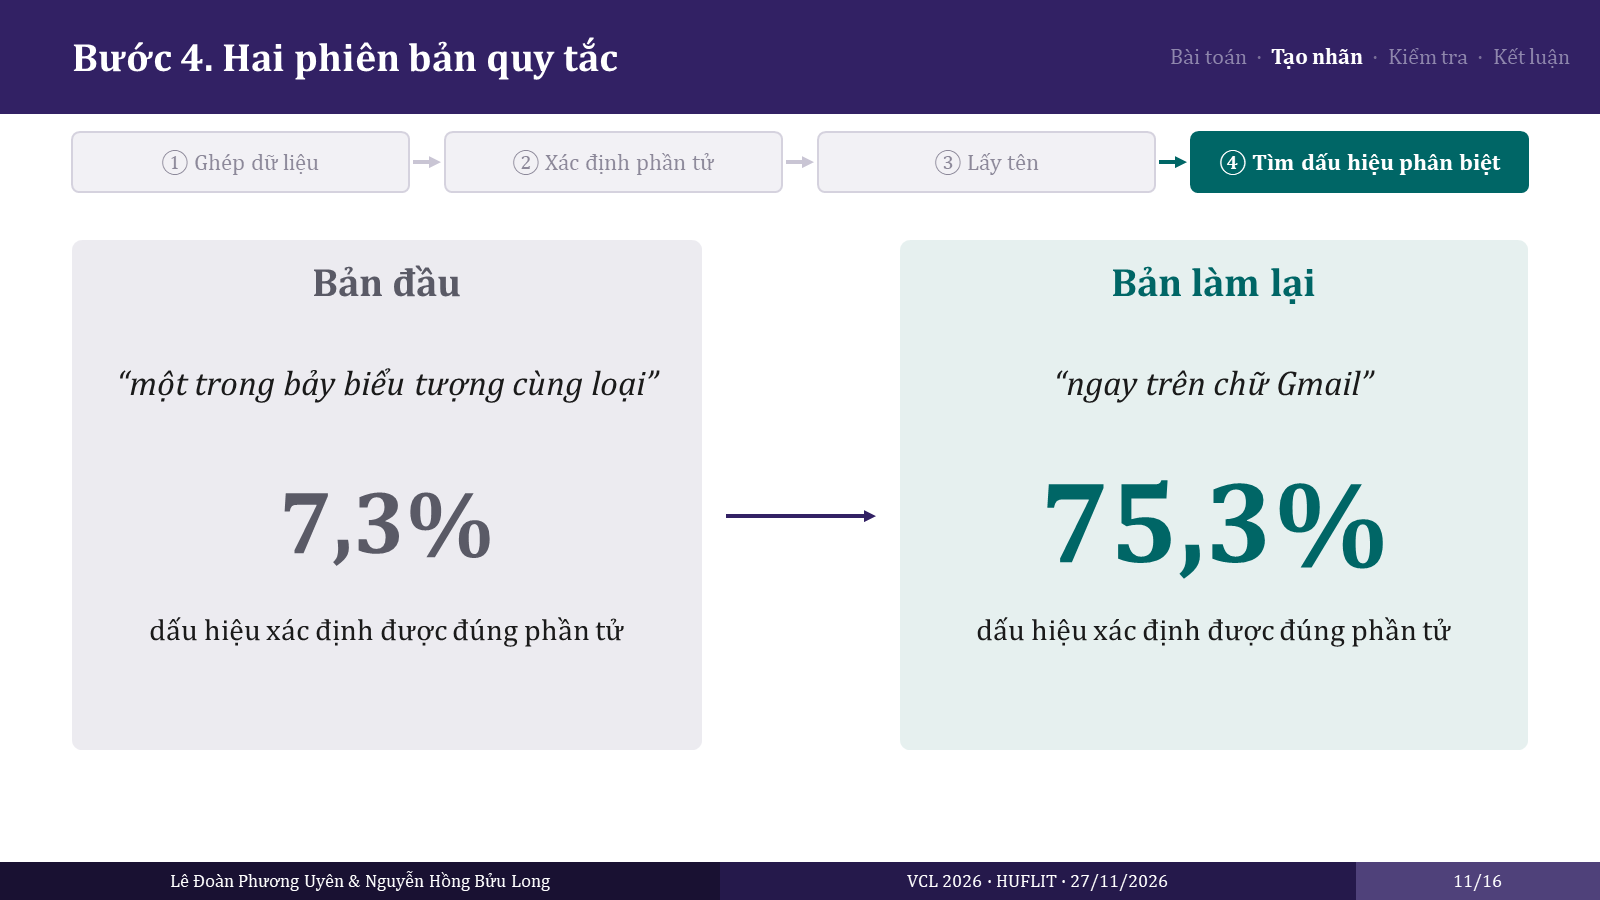 Bước 4. Hai phiên bản quy tắc
Bài toán · Tạo nhãn · Kiểm tra · Kết luận
① Ghép dữ liệu
② Xác định phần tử
③ Lấy tên
④ Tìm dấu hiệu phân biệt
Bản đầu
“một trong bảy biểu tượng cùng loại”
7,3%
dấu hiệu xác định được đúng phần tử
Bản làm lại
“ngay trên chữ Gmail”
75,3%
dấu hiệu xác định được đúng phần tử
Lê Đoàn Phương Uyên & Nguyễn Hồng Bửu Long
VCL 2026 · HUFLIT · 27/11/2026
11/16